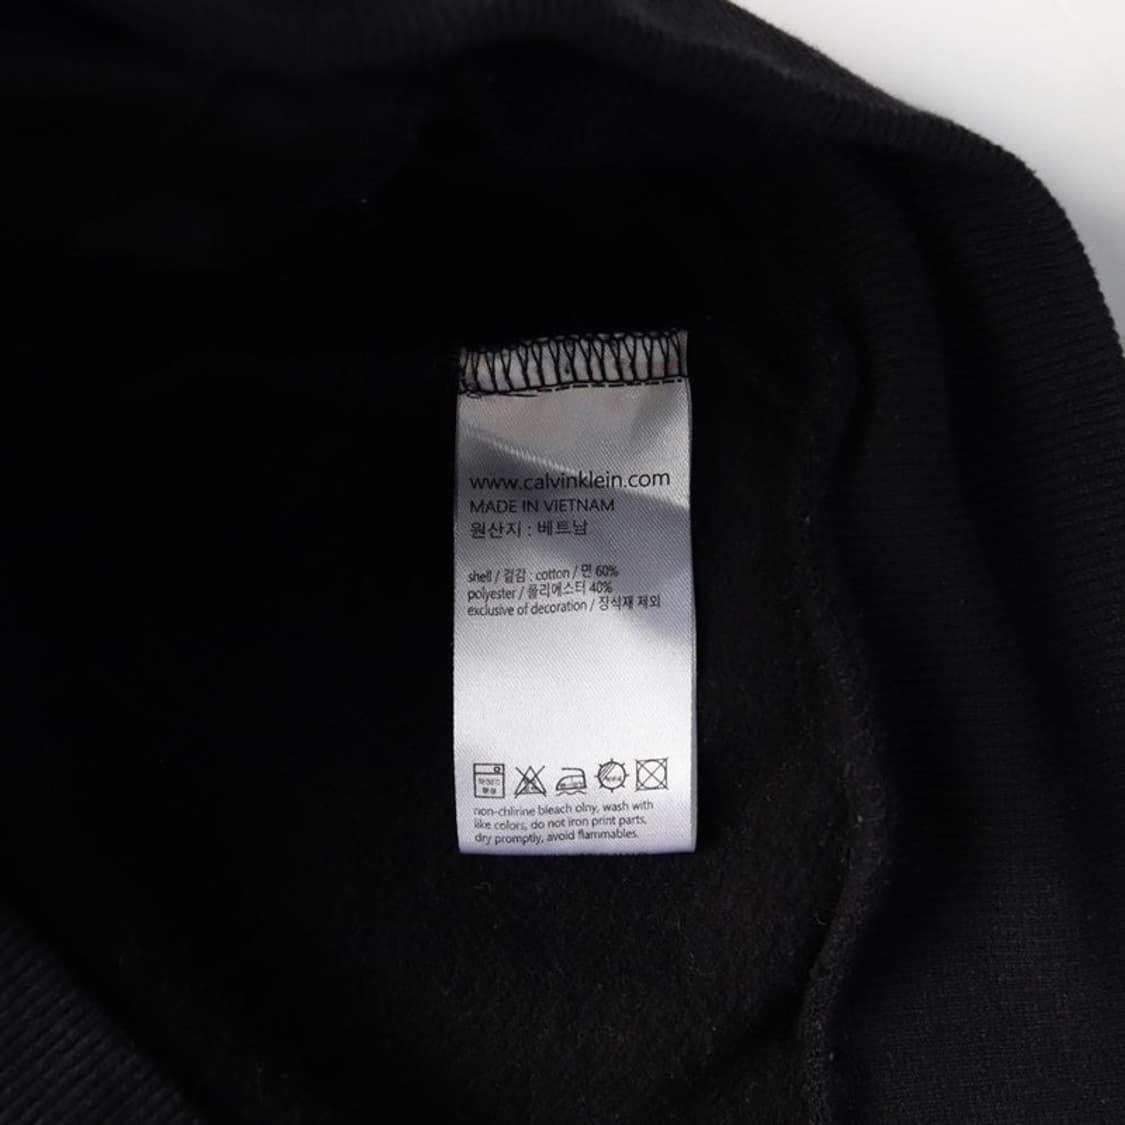 www.calvinklein.com
MADE IN VIETNAM
원산지 : 베트남
shell / 겉감 : cotton / 면 60%
polyester / 폴리에스터 40%
exclusive of decoration / 장식재 제외
non-chlirine bleach olny, wash with
like colors, do not iron print parts,
dry promptly, avoid flammables.